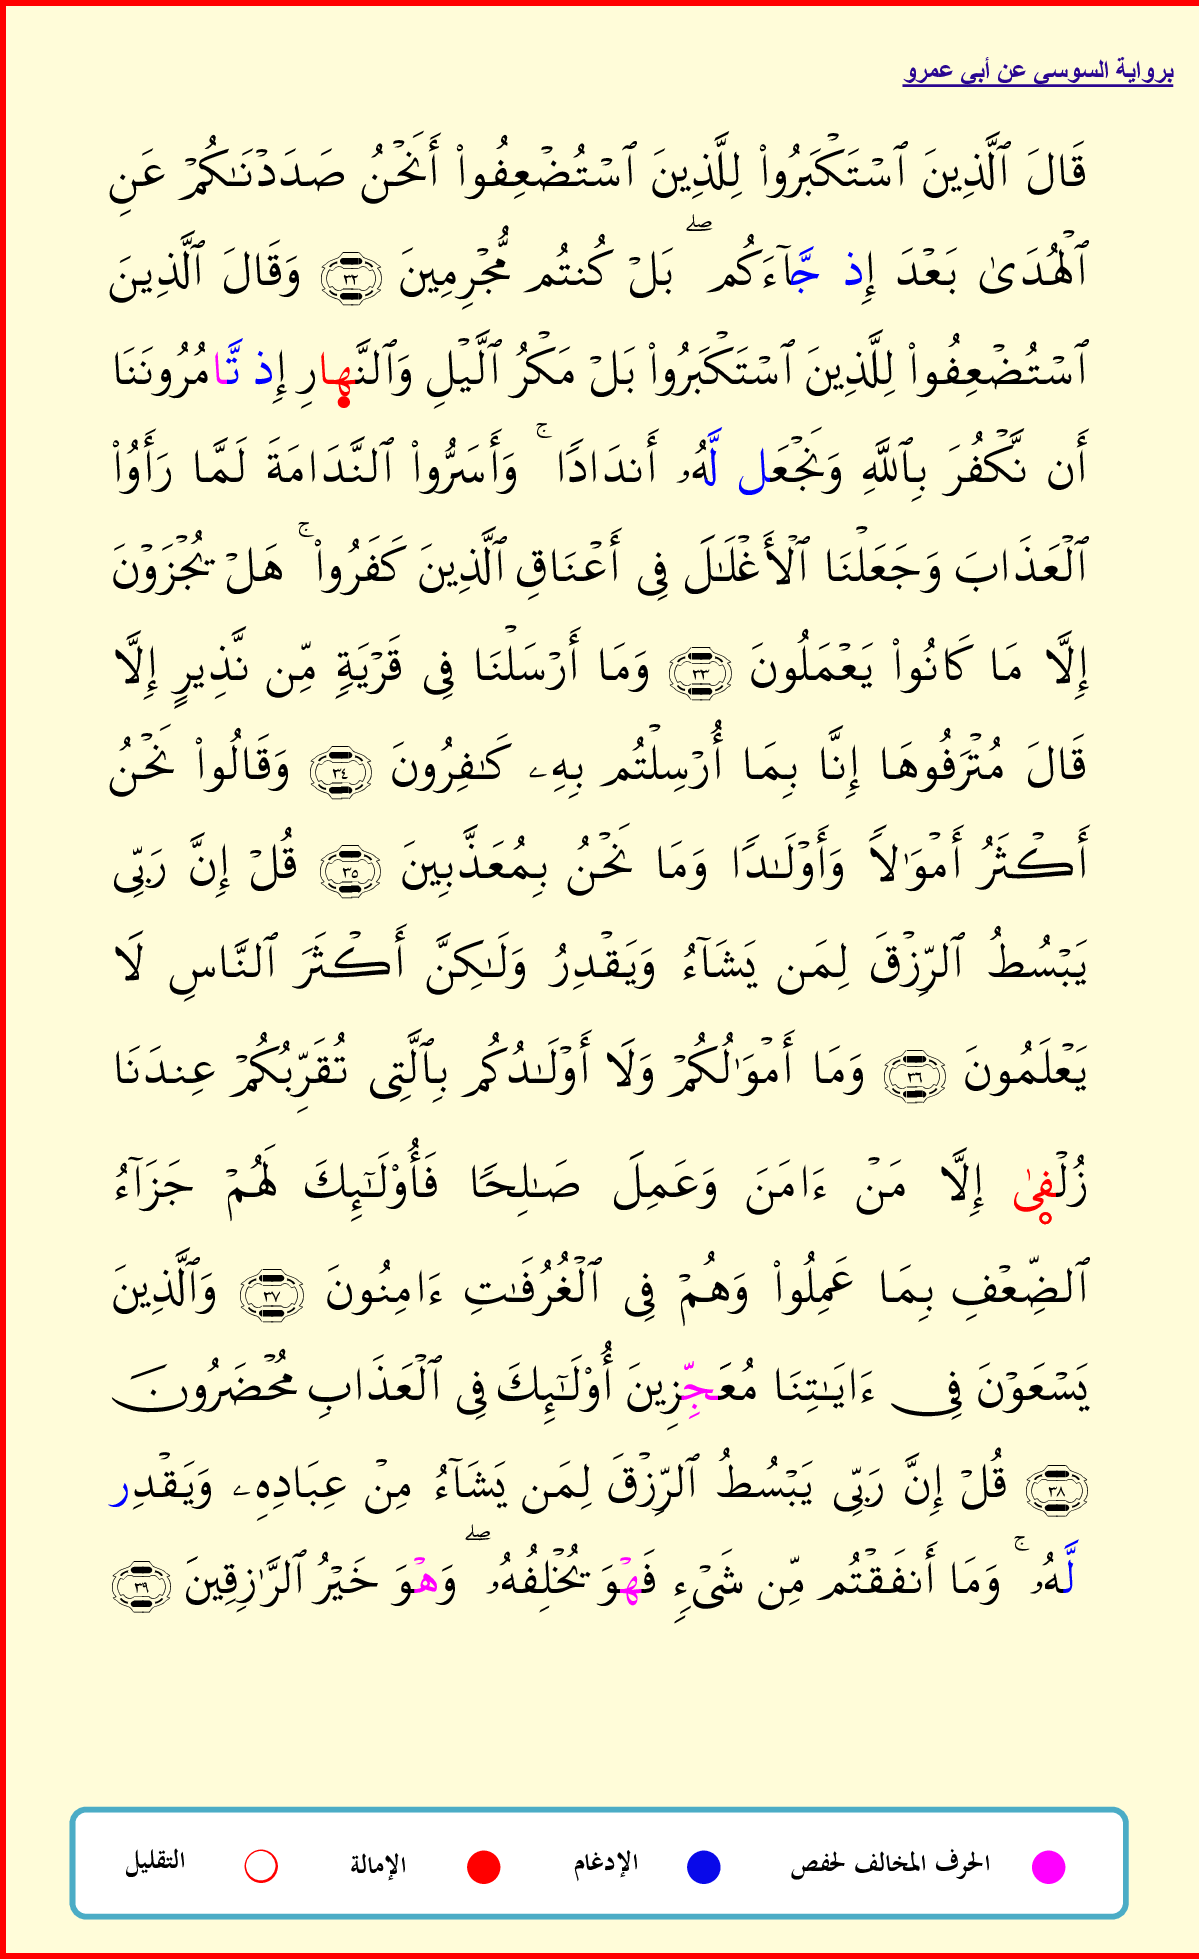 برواية السوسي عن أبي عمرو
قَالَ ٱلَّذِينَ ٱسۡتَكۡبَرُواْ لِلَّذِينَ ٱسۡتُضۡعِفُواْ أَنَحۡنُ صَدَدۡنَٰكُمۡ عَنِ
ٱلۡهُدَىٰ بَعۡدَ إِذ جَّآءَكُمۖ بَلۡ كُنتُم مُّجۡرِمِينَ ٣٢ وَقَالَ ٱلَّذِينَ
ٱسۡتُضۡعِفُواْ لِلَّذِينَ ٱسۡتَكۡبَرُواْ بَلۡ مَكۡرُ ٱلَّيۡلِ وَٱلنَّهارِ إِذ تَّامُرُونَنَا
أَن نَّكۡفُرَ بِٱللَّهِ وَنَجۡعَل لَّهُۥ أَندَادٗاۚ وَأَسَرُّواْ ٱلنَّدَامَةَ لَمَّا رَأَوُاْ
ٱلۡعَذَابَ وَجَعَلۡنَا ٱلۡأَغۡلَٰلَ فِي أَعۡنَاقِ ٱلَّذِينَ كَفَرُواْۚ هَلۡ يُجۡزَوۡنَ
إِلَّا مَا كَانُواْ يَعۡمَلُونَ ٣٣ وَمَا أَرۡسَلۡنَا فِي قَرۡيَةٖ مِّن نَّذِيرٍ إِلَّا
قَالَ مُتۡرَفُوهَا إِنَّا بِمَا أُرۡسِلۡتُم بِهِۦ كَٰفِرُونَ ٣٤ وَقَالُواْ نَحۡنُ
أَكۡثَرُ أَمۡوَٰلٗا وَأَوۡلَٰدٗا وَمَا نَحۡنُ بِمُعَذَّبِينَ ٣٥ قُلۡ إِنَّ رَبِّي
يَبۡسُطُ ٱلرِّزۡقَ لِمَن يَشَآءُ وَيَقۡدِرُ وَلَٰكِنَّ أَكۡثَرَ ٱلنَّاسِ لَا
يَعۡلَمُونَ ٣٦ وَمَا أَمۡوَٰلُكُمۡ وَلَا أَوۡلَٰدُكُم بِٱلَّتِي تُقَرِّبُكُمۡ عِندَنَا
زُلۡفىٰ إِلَّا مَنۡ ءَامَنَ وَعَمِلَ صَٰلِحٗا فَأُوْلَٰٓئِكَ لَهُمۡ جَزَآءُ
ٱلضِّعۡفِ بِمَا عَمِلُواْ وَهُمۡ فِي ٱلۡغُرُفَٰتِ ءَامِنُونَ ٣٧ وَٱلَّذِينَ
يَسۡعَوۡنَ فِي ءَايَٰتِنَا مُعَجِّزِينَ أُوْلَٰٓئِكَ فِي ٱلۡعَذَابِ مُحۡضَرُونَ
٣٨ قُلۡ إِنَّ رَبِّي يَبۡسُطُ ٱلرِّزۡقَ لِمَن يَشَآءُ مِنۡ عِبَادِهِۦ وَيَقۡدِر
لَّهُۥۚ وَمَا أَنفَقۡتُم مِّن شَيۡءٖ فَهۡوَ يُخۡلِفُهُۥۖ وَهۡوَ خَيۡرُ ٱلرَّٰزِقِينَ ٣٩
الحرف المخالف لحفص الإدغام الإمالة التقليل